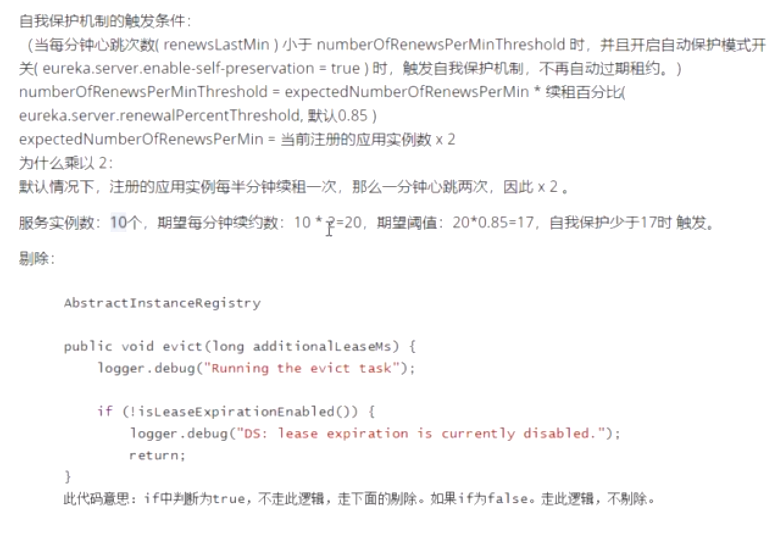 自我保护机制的触发条件：
（当每分钟心跳次数( renewsLastMin ) 小于 numberOfRenewsPerMinThreshold 时，并且开启自动保护模式开
关( eureka.server.enable-self-preservation = true ) 时，触发自我保护机制，不再自动过期租约。）
numberOfRenewsPerMinThreshold = expectedNumberOfRenewsPerMin * 续租百分比(
eureka.server.renewalPercentThreshold, 默认0.85 )
expectedNumberOfRenewsPerMin = 当前注册的应用实例数 x 2
为什么乘以 2：
默认情况下，注册的应用实例每半分钟续租一次，那么一分钟心跳两次，因此 x 2 。
服务实例数：10个，期望每分钟续约数：10 * 2=20，期望阈值：20*0.85=17，自我保护少于17时 触发。
剔除：
AbstractInstanceRegistry
public void evict(long additionalLeaseMs) {
logger.debug("Running the evict task");
if (!isLeaseExpirationEnabled()) {
logger.debug("DS: lease expiration is currently disabled.");
return;
}
此代码意思：if中判断为true，不走此逻辑，走下面的剔除。如果if为false。走此逻辑，不剔除。